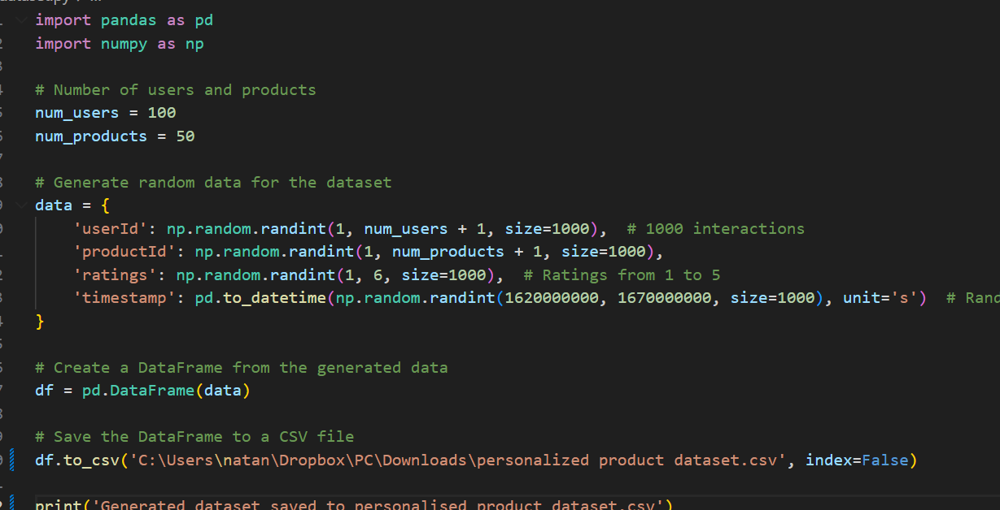 import pandas as pd
import numpy as np
# Number of users and products
num_users = 100
num_products = 50
# Generate random data for the dataset
data = {
'userId': np.random.randint(1, num_users + 1, size=1000),  # 1000 interactions
'productId': np.random.randint(1, num_products + 1, size=1000),
'ratings': np.random.randint(1, 6, size=1000),  # Ratings from 1 to 5
'timestamp': pd.to_datetime(np.random.randint(1620000000, 1670000000, size=1000), unit='s')  # Rand
}
# Create a DataFrame from the generated data
df = pd.DataFrame(data)
# Save the DataFrame to a CSV file
df.to_csv('C:\Users\natan\Dropbox\PC\Downloads\personalized product dataset.csv', index=False)
print('Generated dataset saved to personalised product dataset.csv')